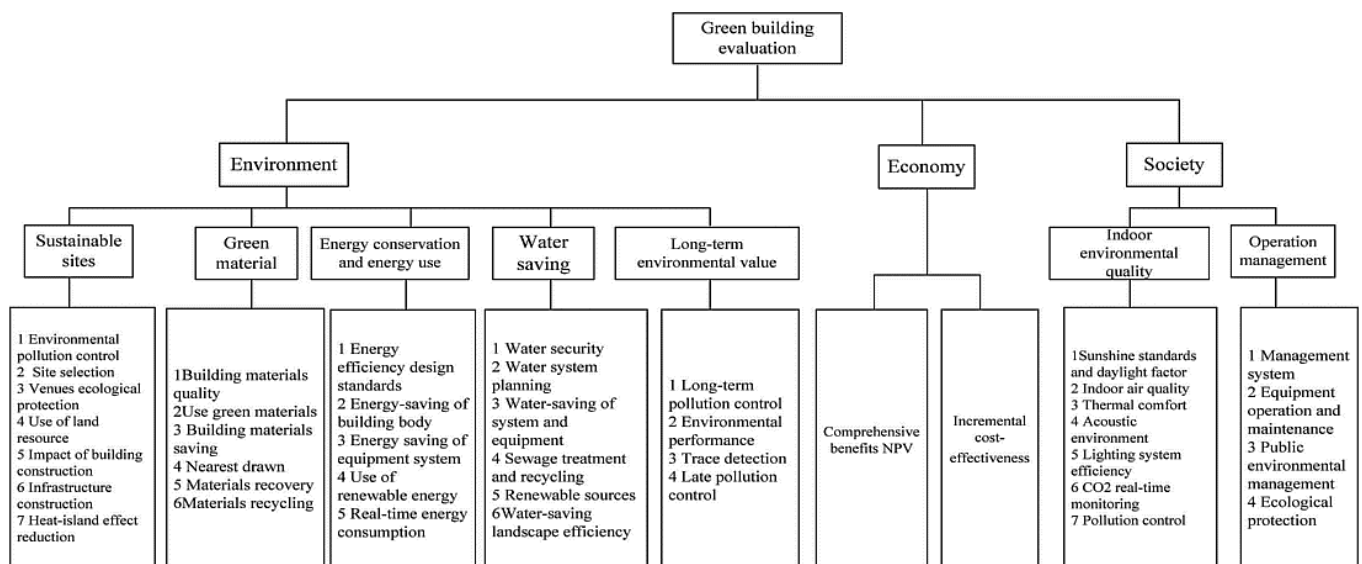 Green building
evaluation
Environment
Economy
Society
Sustainable
sites
Green
material
Energy conservation
and energy use
Water
saving
Long-term
environmental value
Indoor
environmental
quality
Operation
management
1 Environmental
pollution control
2 Site selection
3 Venues ecological
protection
4 Use of land
resource
5 Impact of building
construction
6 Infrastructure
construction
7 Heat-island effect
reduction
1Building materials
quality
2Use green materials
3 Building materials
saving
4 Nearest drawn
5 Materials recovery
6Materials recycling
1 Energy
efficiency design
standards
2 Energy-saving of
building body
3 Energy saving of
equipment system
4 Use of
renewable energy
5 Real-time energy
consumption
1 Water security
2 Water system
planning
3 Water-saving of
system and
equipment
4 Sewage treatment
and recycling
5 Renewable sources
6Water-saving
landscape efficiency
1 Long-term
pollution control
2 Environmental
performance
3 Trace detection
4 Late pollution
control
Comprehensive
benefits NPV
Incremental
cost-
effectiveness
1Sunshine standards
and daylight factor
2 Indoor air quality
3 Thermal comfort
4 Acoustic
environment
5 Lighting system
efficiency
6 CO2 real-time
monitoring
7 Pollution control
1 Management
system
2 Equipment
operation and
maintenance
3 Public
environmental
management
4 Ecological
protection